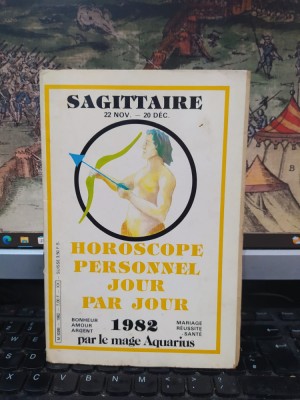 SAGITTAIRE
22 NOV. – 20 DÉC.
HOROSCOPE
PERSONNEL
JOUR
PAR JOUR
BONHEUR
AMOUR
ARGENT
1982
MARIAGE
RÉUSSITE
SANTÉ
par le mage Aquarius
X C V B N M